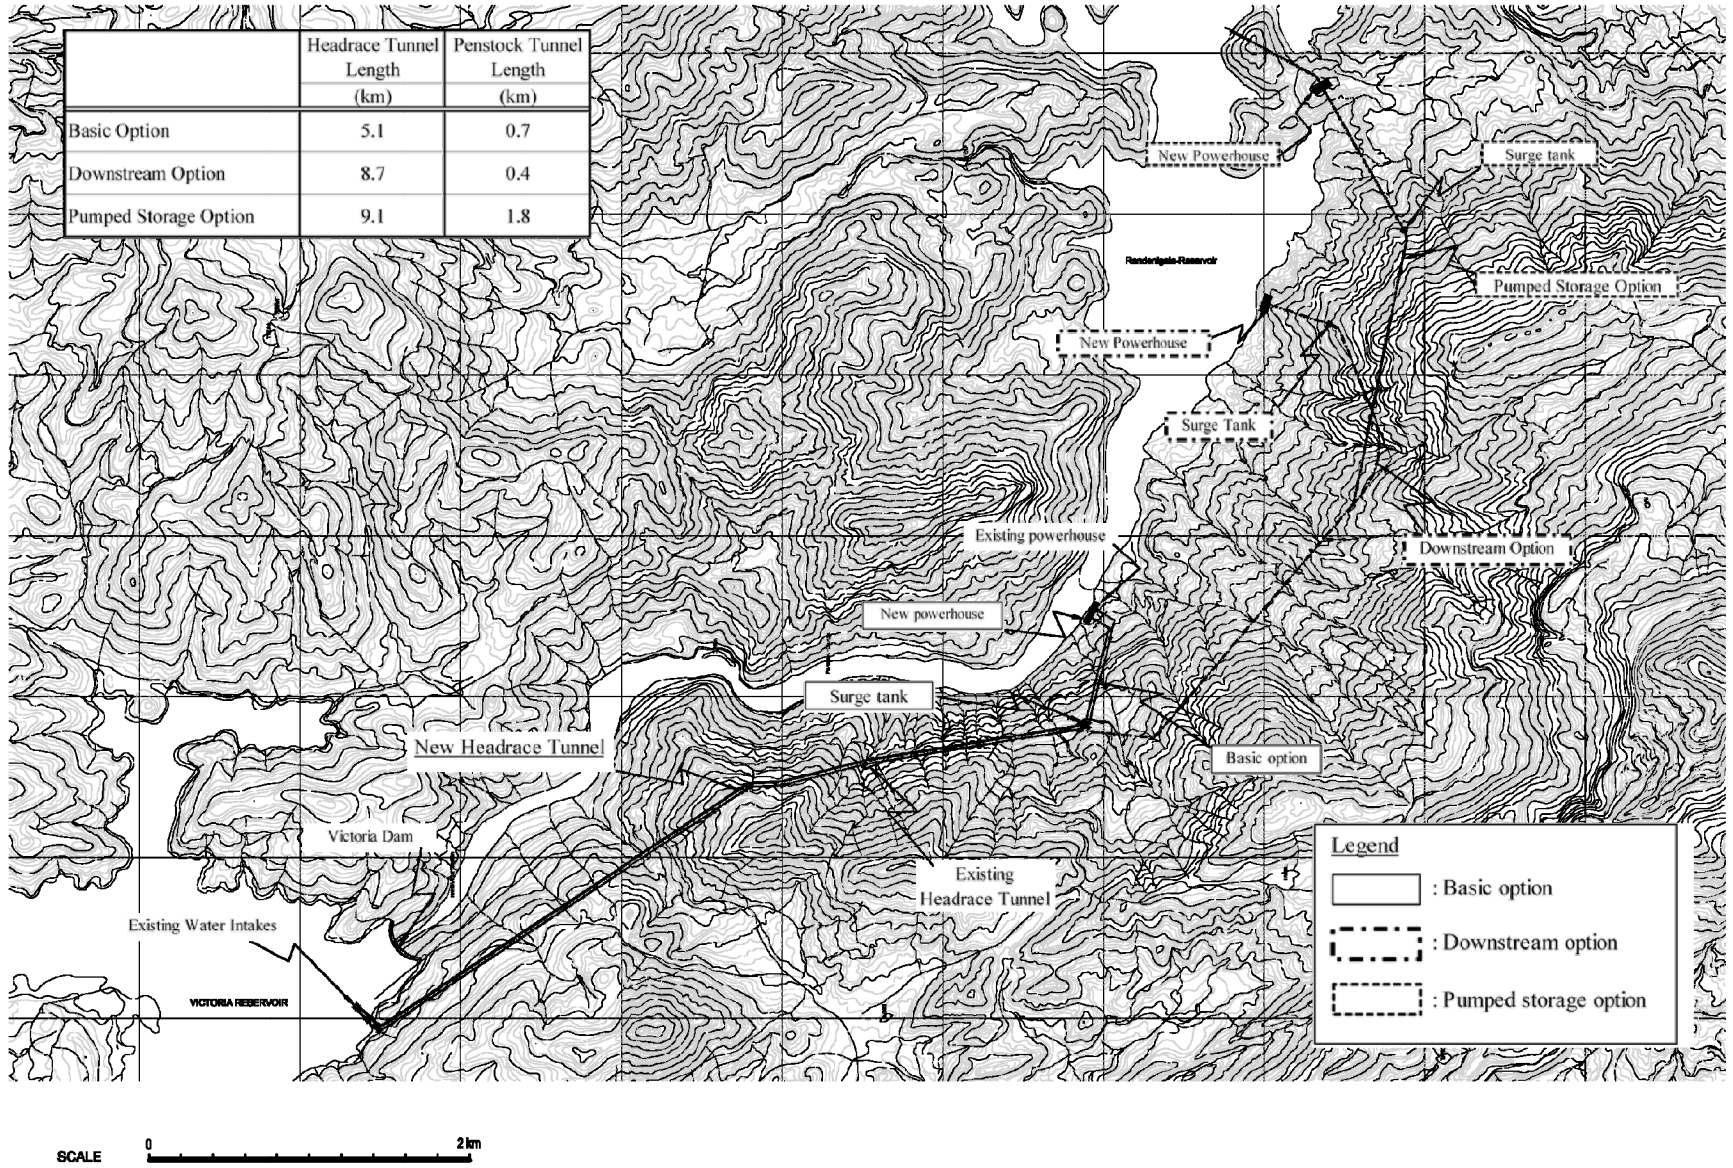 Headrace Tunnel Penstock Tunnel
Length Length
(km) (km)
Basic Option 5.1 0.7
Downstream Option 8.7 0.4
Pumped Storage Option 9.1 1.8
New Powerhouse
Surge tank
Randenigala-Reservoir
Pumped Storage Option
New Powerhouse
Surge Tank
Existing powerhouse
Downstream Option
New powerhouse
Surge tank
New Headrace Tunnel
Basic option
Victoria Dam
Existing
Headrace Tunnel
Existing Water Intakes
VICTORIA RESERVOIR
Legend
: Basic option
: Downstream option
: Pumped storage option
SCALE 0 2 km